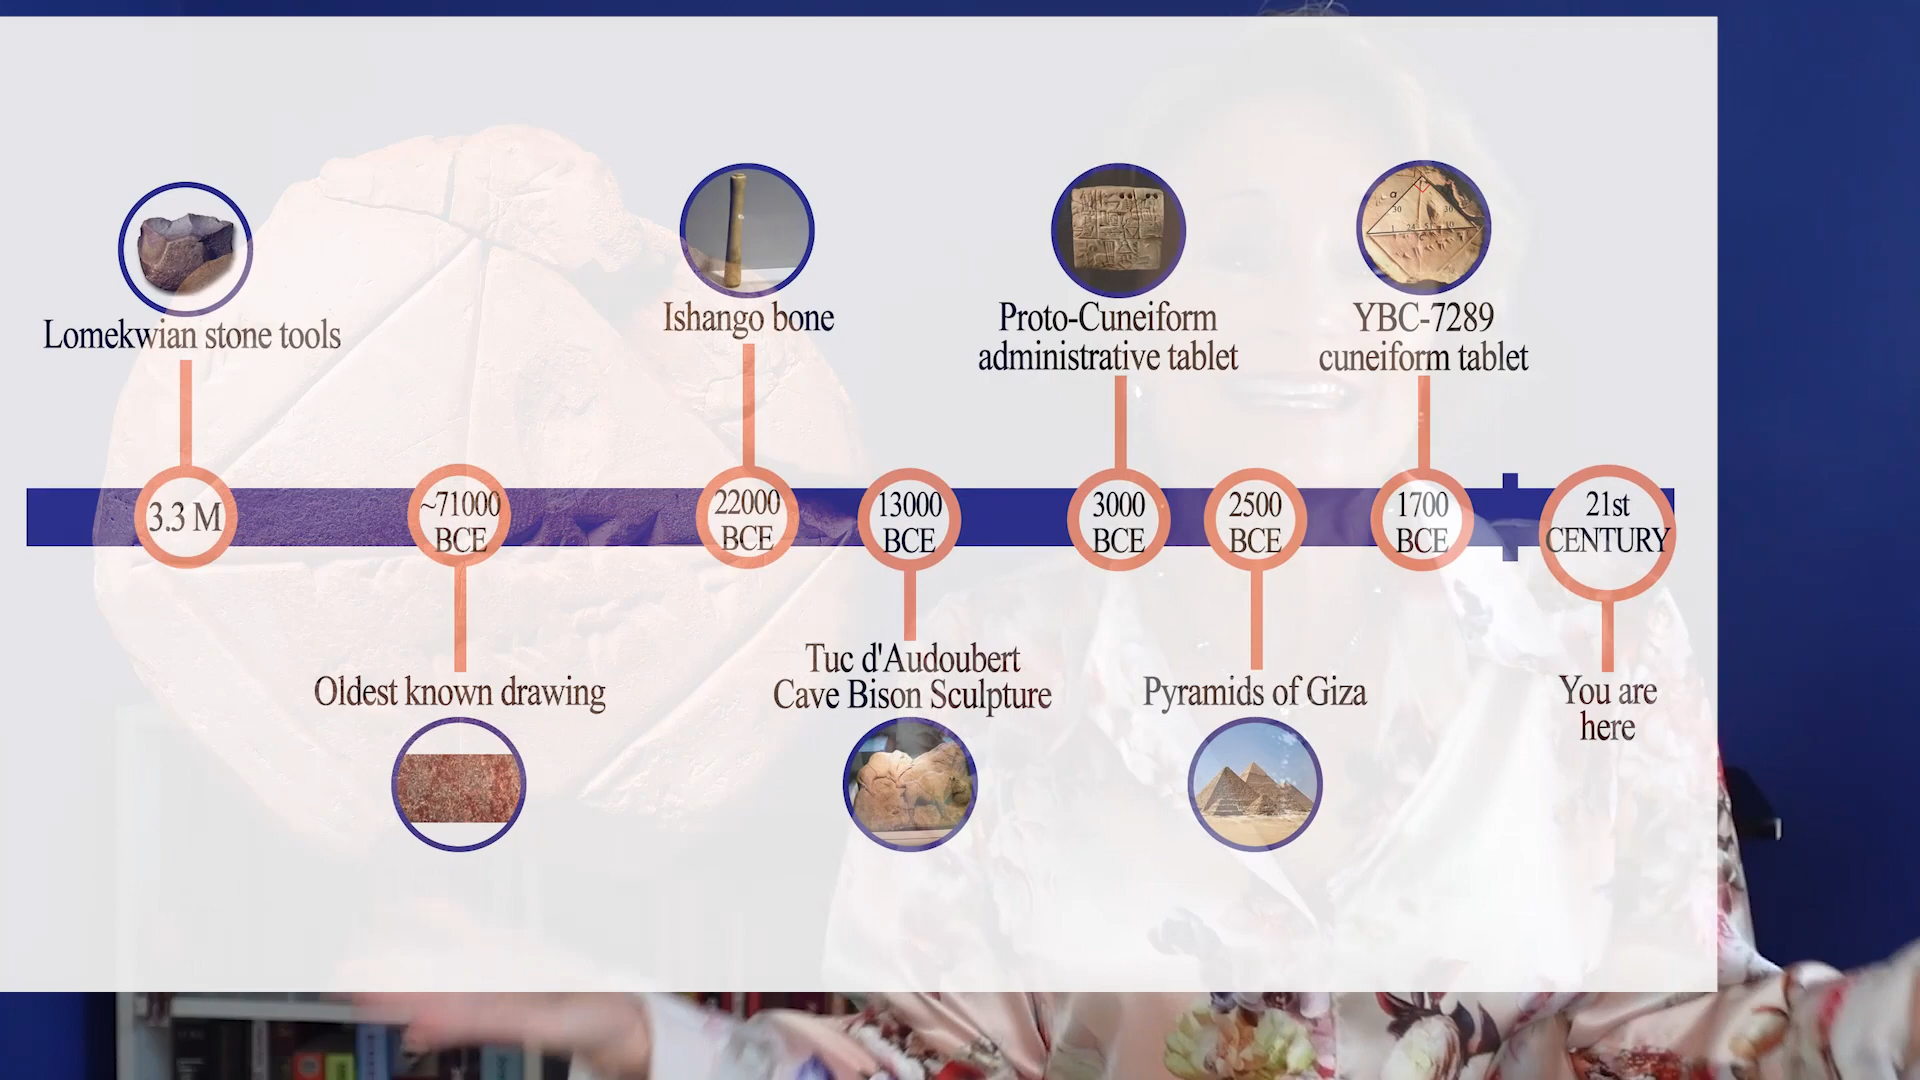 Lomekwian stone tools
Ishango bone
Proto-Cuneiform
administrative tablet
YBC-7289
cuneiform tablet
3.3 M
~71000
BCE
22000
BCE
13000
BCE
3000
BCE
2500
BCE
1700
BCE
21st
CENTURY
Oldest known drawing
Tuc d'Audoubert
Cave Bison Sculpture
Pyramids of Giza
You are
here